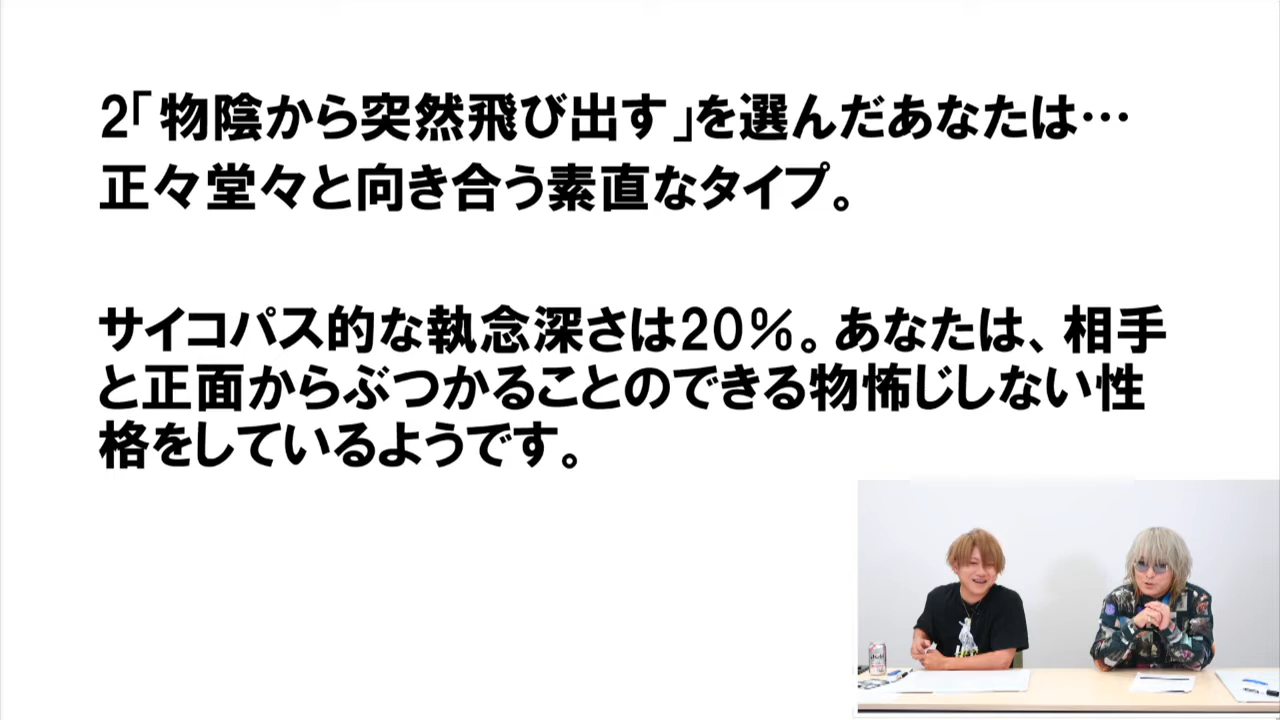 2「物陰から突然飛び出す」を選んだあなたは…
正々堂々と向き合う素直なタイプ。
サイコパス的な執念深さは20％。あなたは、相手
と正面からぶつかることのできる物怖じしない性
格をしているようです。